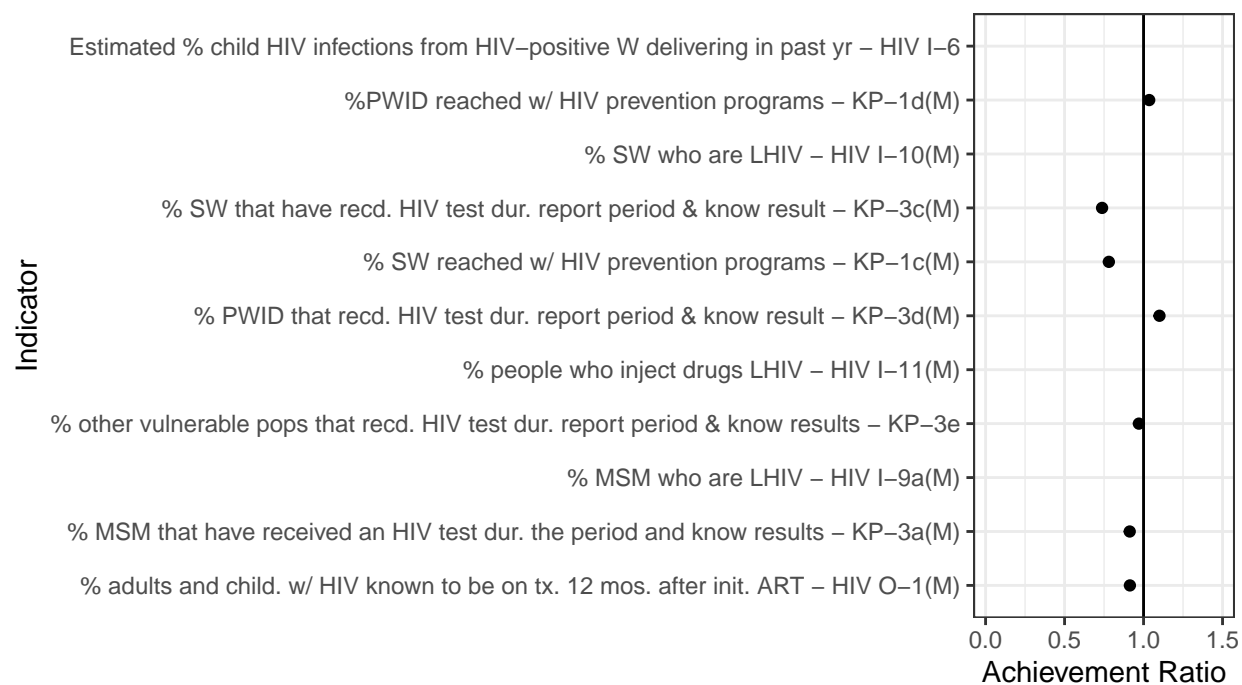 Estimated % child HIV infections from HIV−positive W delivering in past yr − HIV I−6
%PWID reached w/ HIV prevention programs − KP−1d(M)
% SW who are LHIV − HIV I−10(M)
% SW that have recd. HIV test dur. report period & know result − KP−3c(M)
% SW reached w/ HIV prevention programs − KP−1c(M)
% PWID that recd. HIV test dur. report period & know result − KP−3d(M)
% people who inject drugs LHIV − HIV I−11(M)
% other vulnerable pops that recd. HIV test dur. report period & know results − KP−3e
% MSM who are LHIV − HIV I−9a(M)
% MSM that have received an HIV test dur. the period and know results − KP−3a(M)
% adults and child. w/ HIV known to be on tx. 12 mos. after init. ART − HIV O−1(M)
Indicator
0.0 0.5 1.0 1.5
Achievement Ratio